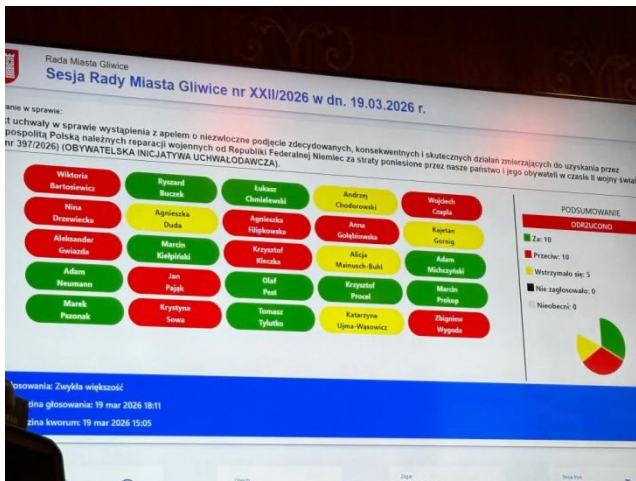 Rada Miasta Gliwice
Sesja Rady Miasta Gliwice nr XXII/2026 w dn. 19.03.2026 r.
w sprawie:
uchwały w sprawie wystąpienia z apelem o niezwłoczne podjęcie zdecydowanych, konsekwentnych i skutecznych działań zmierzających do uzyskania przez
pospolitą Polską należnych reparacji wojennych od Republiki Federalnej Niemiec za straty poniesione przez nasze państwo i jego obywateli w czasie II wojny świat
nr 397/2026) (OBYWATELSKA INICJATYWA UCHWAŁODAWCZA).
Wiktoria Bartosiewicz
Ryszard Buczek
Łukasz Chmielewski
Andrzej Chodorowski
Wojciech Czapla
Nina Drzewiecka
Agnieszka Duda
Agnieszka Filipkowska
Anna Gołębiowska
Kajetan Gornig
Aleksander Gwiazda
Marcin Kiełpiński
Krzysztof Kleczka
Alicja Mainusch-Buhl
Adam Michczyński
Adam Neumann
Jan Pająk
Olaf Pest
Krzysztof Procel
Marcin Prokop
Marek Pszonak
Krystyna Sowa
Tomasz Tylutko
Katarzyna Ujma-Wąsowicz
Zbigniew Wygoda
PODSUMOWANIE
ODRZUCONO
Za: 10
Przeciw: 10
Wstrzymało się: 5
Nie zagłosowało: 0
Nieobecni: 0
głosowania: Zwykła większość
zina głosowania: 19 mar 2026 18:11
zina kworum: 19 mar 2026 15:05